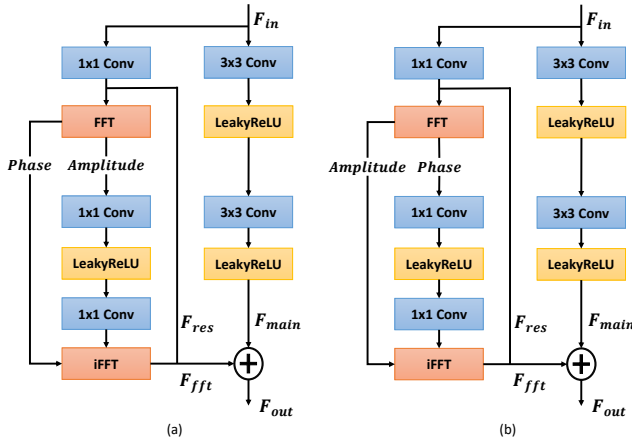 F_in
1x1 Conv
3x3 Conv
FFT
LeakyReLU
Phase
Amplitude
1x1 Conv
3x3 Conv
LeakyReLU
LeakyReLU
1x1 Conv
F_res
F_main
iFFT
F_fft
F_out
(a)
F_in
1x1 Conv
3x3 Conv
FFT
LeakyReLU
Amplitude
Phase
1x1 Conv
3x3 Conv
LeakyReLU
LeakyReLU
1x1 Conv
F_res
F_main
iFFT
F_fft
F_out
(b)